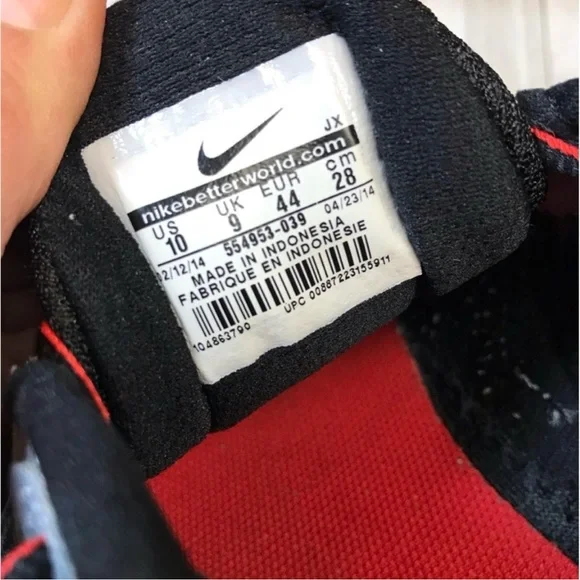 JX
nikebetterworld.com
US UK EUR cm
10 9 44 28
02/12/14 554953-039 04/23/14
MADE IN INDONESIA
FABRIQUE EN INDONESIE
UPC 00887223155911
104863790